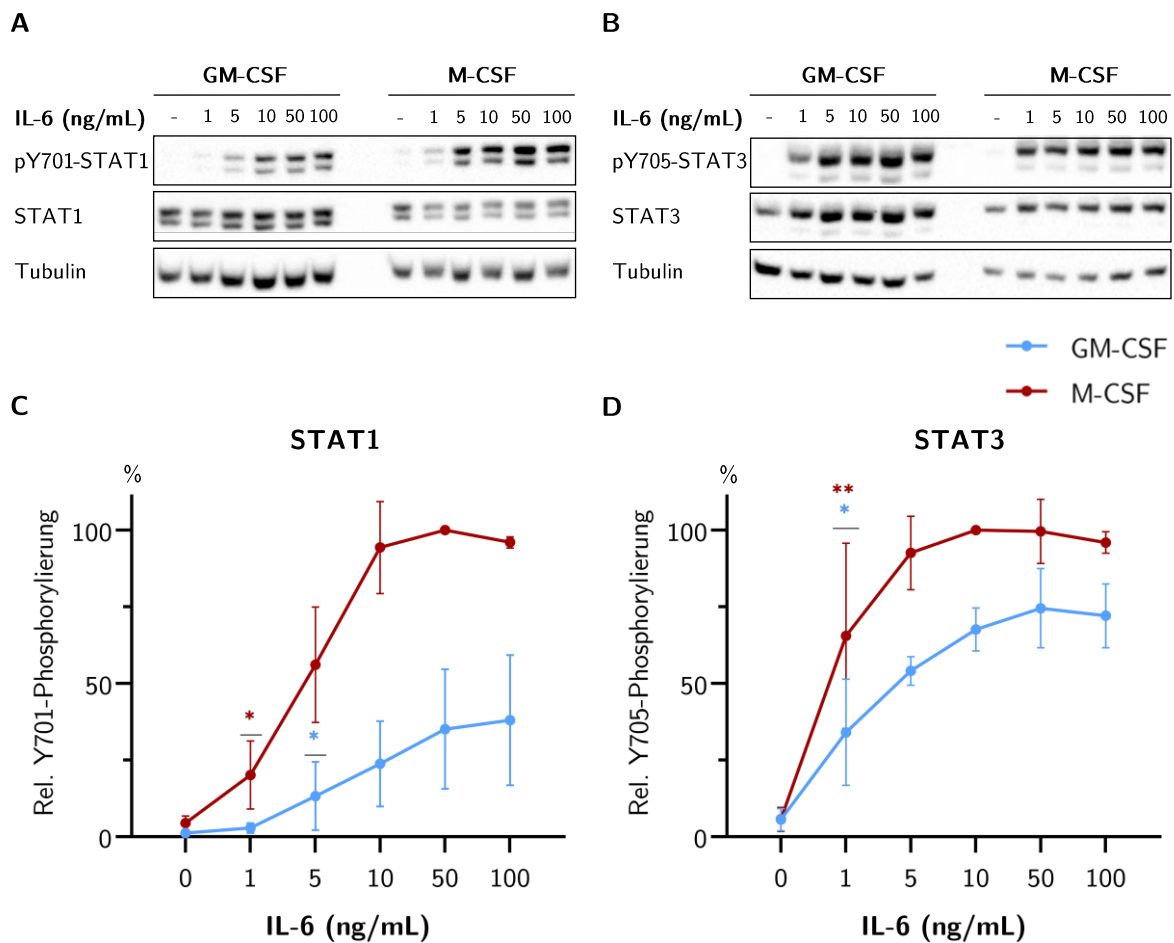 A
B
GM-CSF M-CSF
GM-CSF M-CSF
IL-6 (ng/mL) - 1 5 10 50 100 - 1 5 10 50 100
IL-6 (ng/mL) - 1 5 10 50 100 - 1 5 10 50 100
pY701-STAT1
pY705-STAT3
STAT1
STAT3
Tubulin
Tubulin
GM-CSF
M-CSF
C
D
STAT1
STAT3
%
%
Rel. Y701-Phosphorylierung
100
50
0
*
*
0 1 5 10 50 100
IL-6 (ng/mL)
Rel. Y705-Phosphorylierung
100
50
0
**
*
0 1 5 10 50 100
IL-6 (ng/mL)